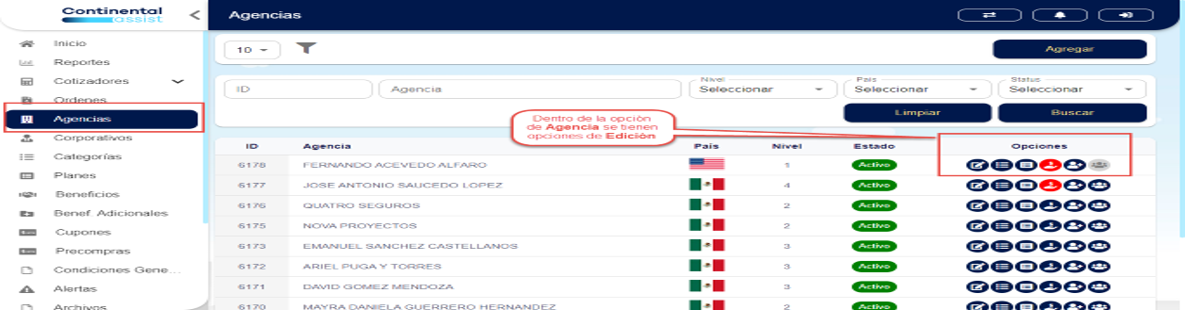 Continental
assist
<
Agencias
Inicio
Reportes
Cotizadores
Ordenes
Agencias
Corporativos
Categorías
Planes
Beneficios
Benef Adicionales
Cupones
Precompras
Condiciones Gene...
Alertas
Archivos
10
Agregar
ID
Agencia
Nivel
Seleccionar
País
Seleccionar
Status
Seleccionar
Limpiar
Buscar
Dentro de la opción
de Agencia se tienen
opciones de Edición
ID Agencia País Nivel Estado Opciones
6178 FERNANDO ACEVEDO ALFARO 1 Activo
6177 JOSE ANTONIO SAUCEDO LOPEZ 4 Activo
6176 QUATRO SEGUROS 2 Activo
6175 NOVA PROYECTOS 2 Activo
6173 EMANUEL SANCHEZ CASTELLANOS 3 Activo
6172 ARIEL PUGA Y TORRES 3 Activo
6171 DAVID GOMEZ MENDOZA 3 Activo
6170 MAYRA DANIELA GUERRERO HERNANDEZ 2 Activo